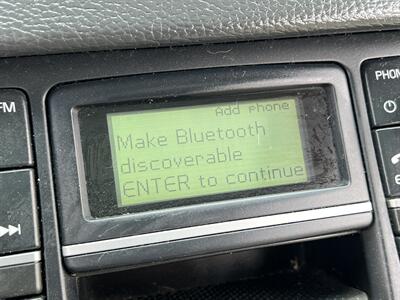 FM
Add phone
PHON
Make Bluetooth
discoverable
ENTER to continue
E